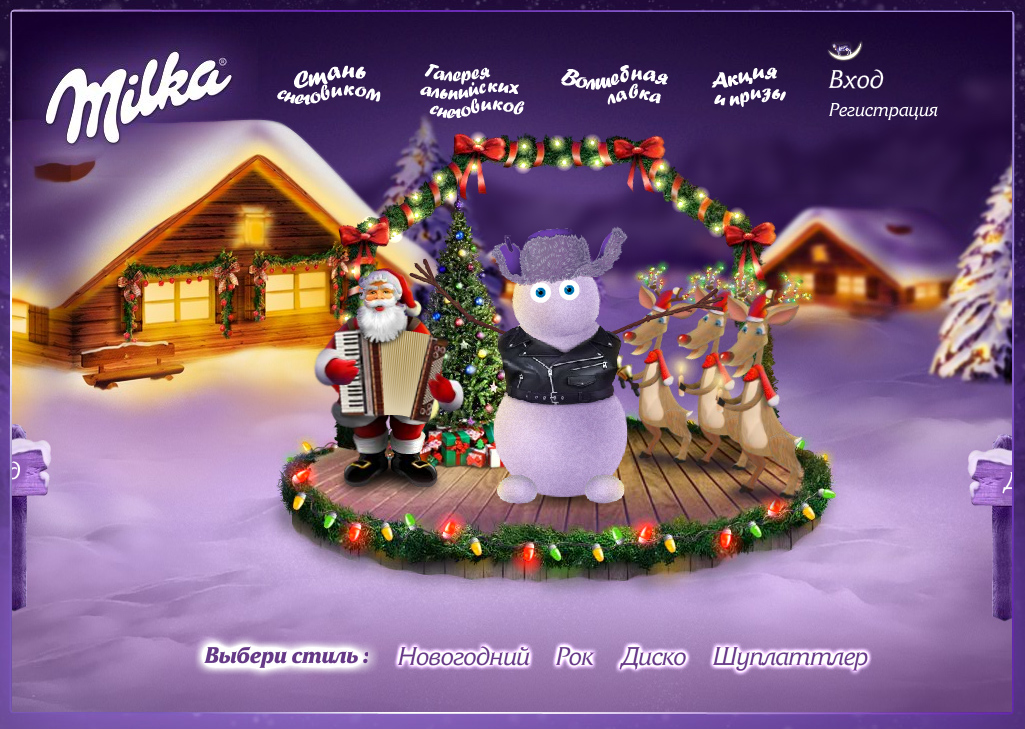 Milka®
Стань
снеговиком
Галерея
альпийских
снеговиков
Волшебная
лавка
Акция
и призы
Вход
Регистрация
Выбери стиль :
Новогодний
Рок
Диско
Шуплаттлер